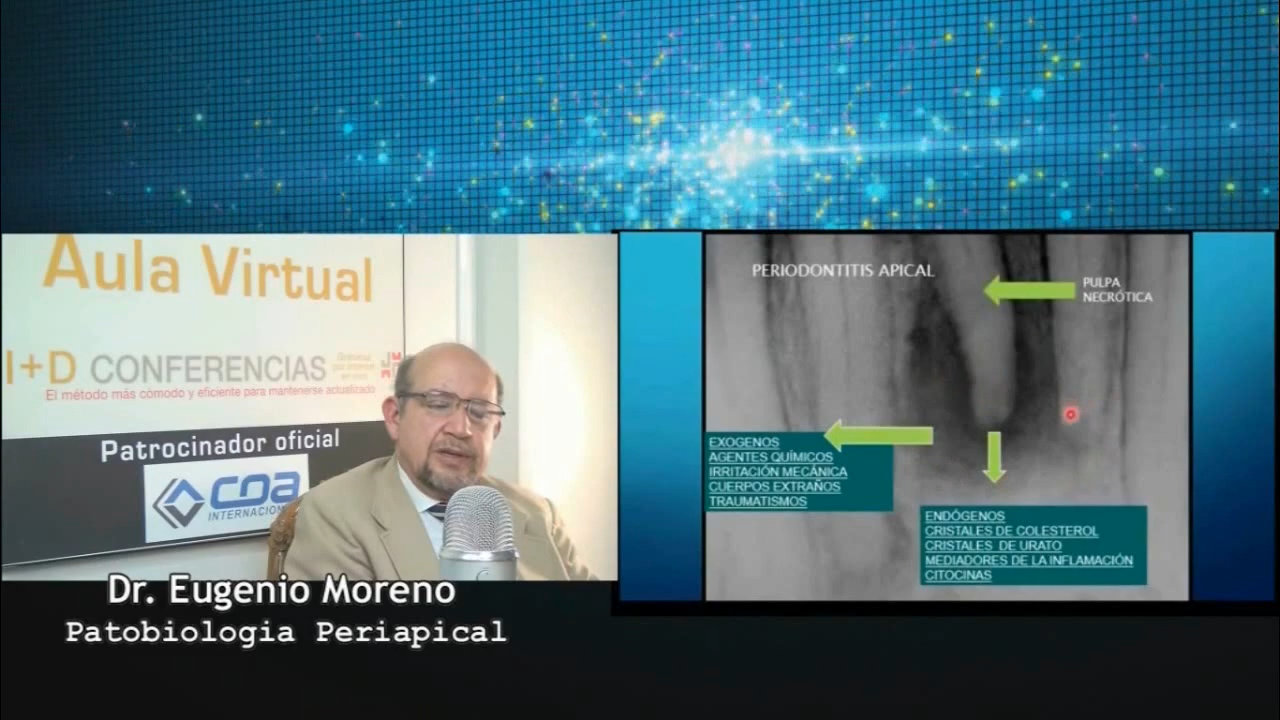 Aula Virtual
I+D CONFERENCIAS
El método más cómodo y eficiente para mantenerse actualizado
Patrocinador oficial
COA
INTERNACION
Dr. Eugenio Moreno
Patobiologia Periapical
PERIODONTITIS APICAL
PULPA
NECRÓTICA
EXOGENOS
AGENTES QUÍMICOS
IRRITACIÓN MECÁNICA
CUERPOS EXTRAÑOS
TRAUMATISMOS
ENDÓGENOS
CRISTALES DE COLESTEROL
CRISTALES DE URATO
MEDIADORES DE LA INFLAMACIÓN
CITOCINAS